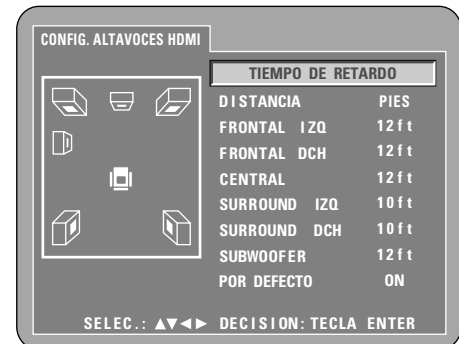 CONFIG. ALTAVOCES HDMI
TIEMPO DE RETARDO
DISTANCIA PIES
FRONTAL IZQ 12ft
FRONTAL DCH 12ft
CENTRAL 12ft
SURROUND IZQ 10ft
SURROUND DCH 10ft
SUBWOOFER 12ft
POR DEFECTO ON
SELEC.: ▲▼◄► DECISION: TECLA ENTER